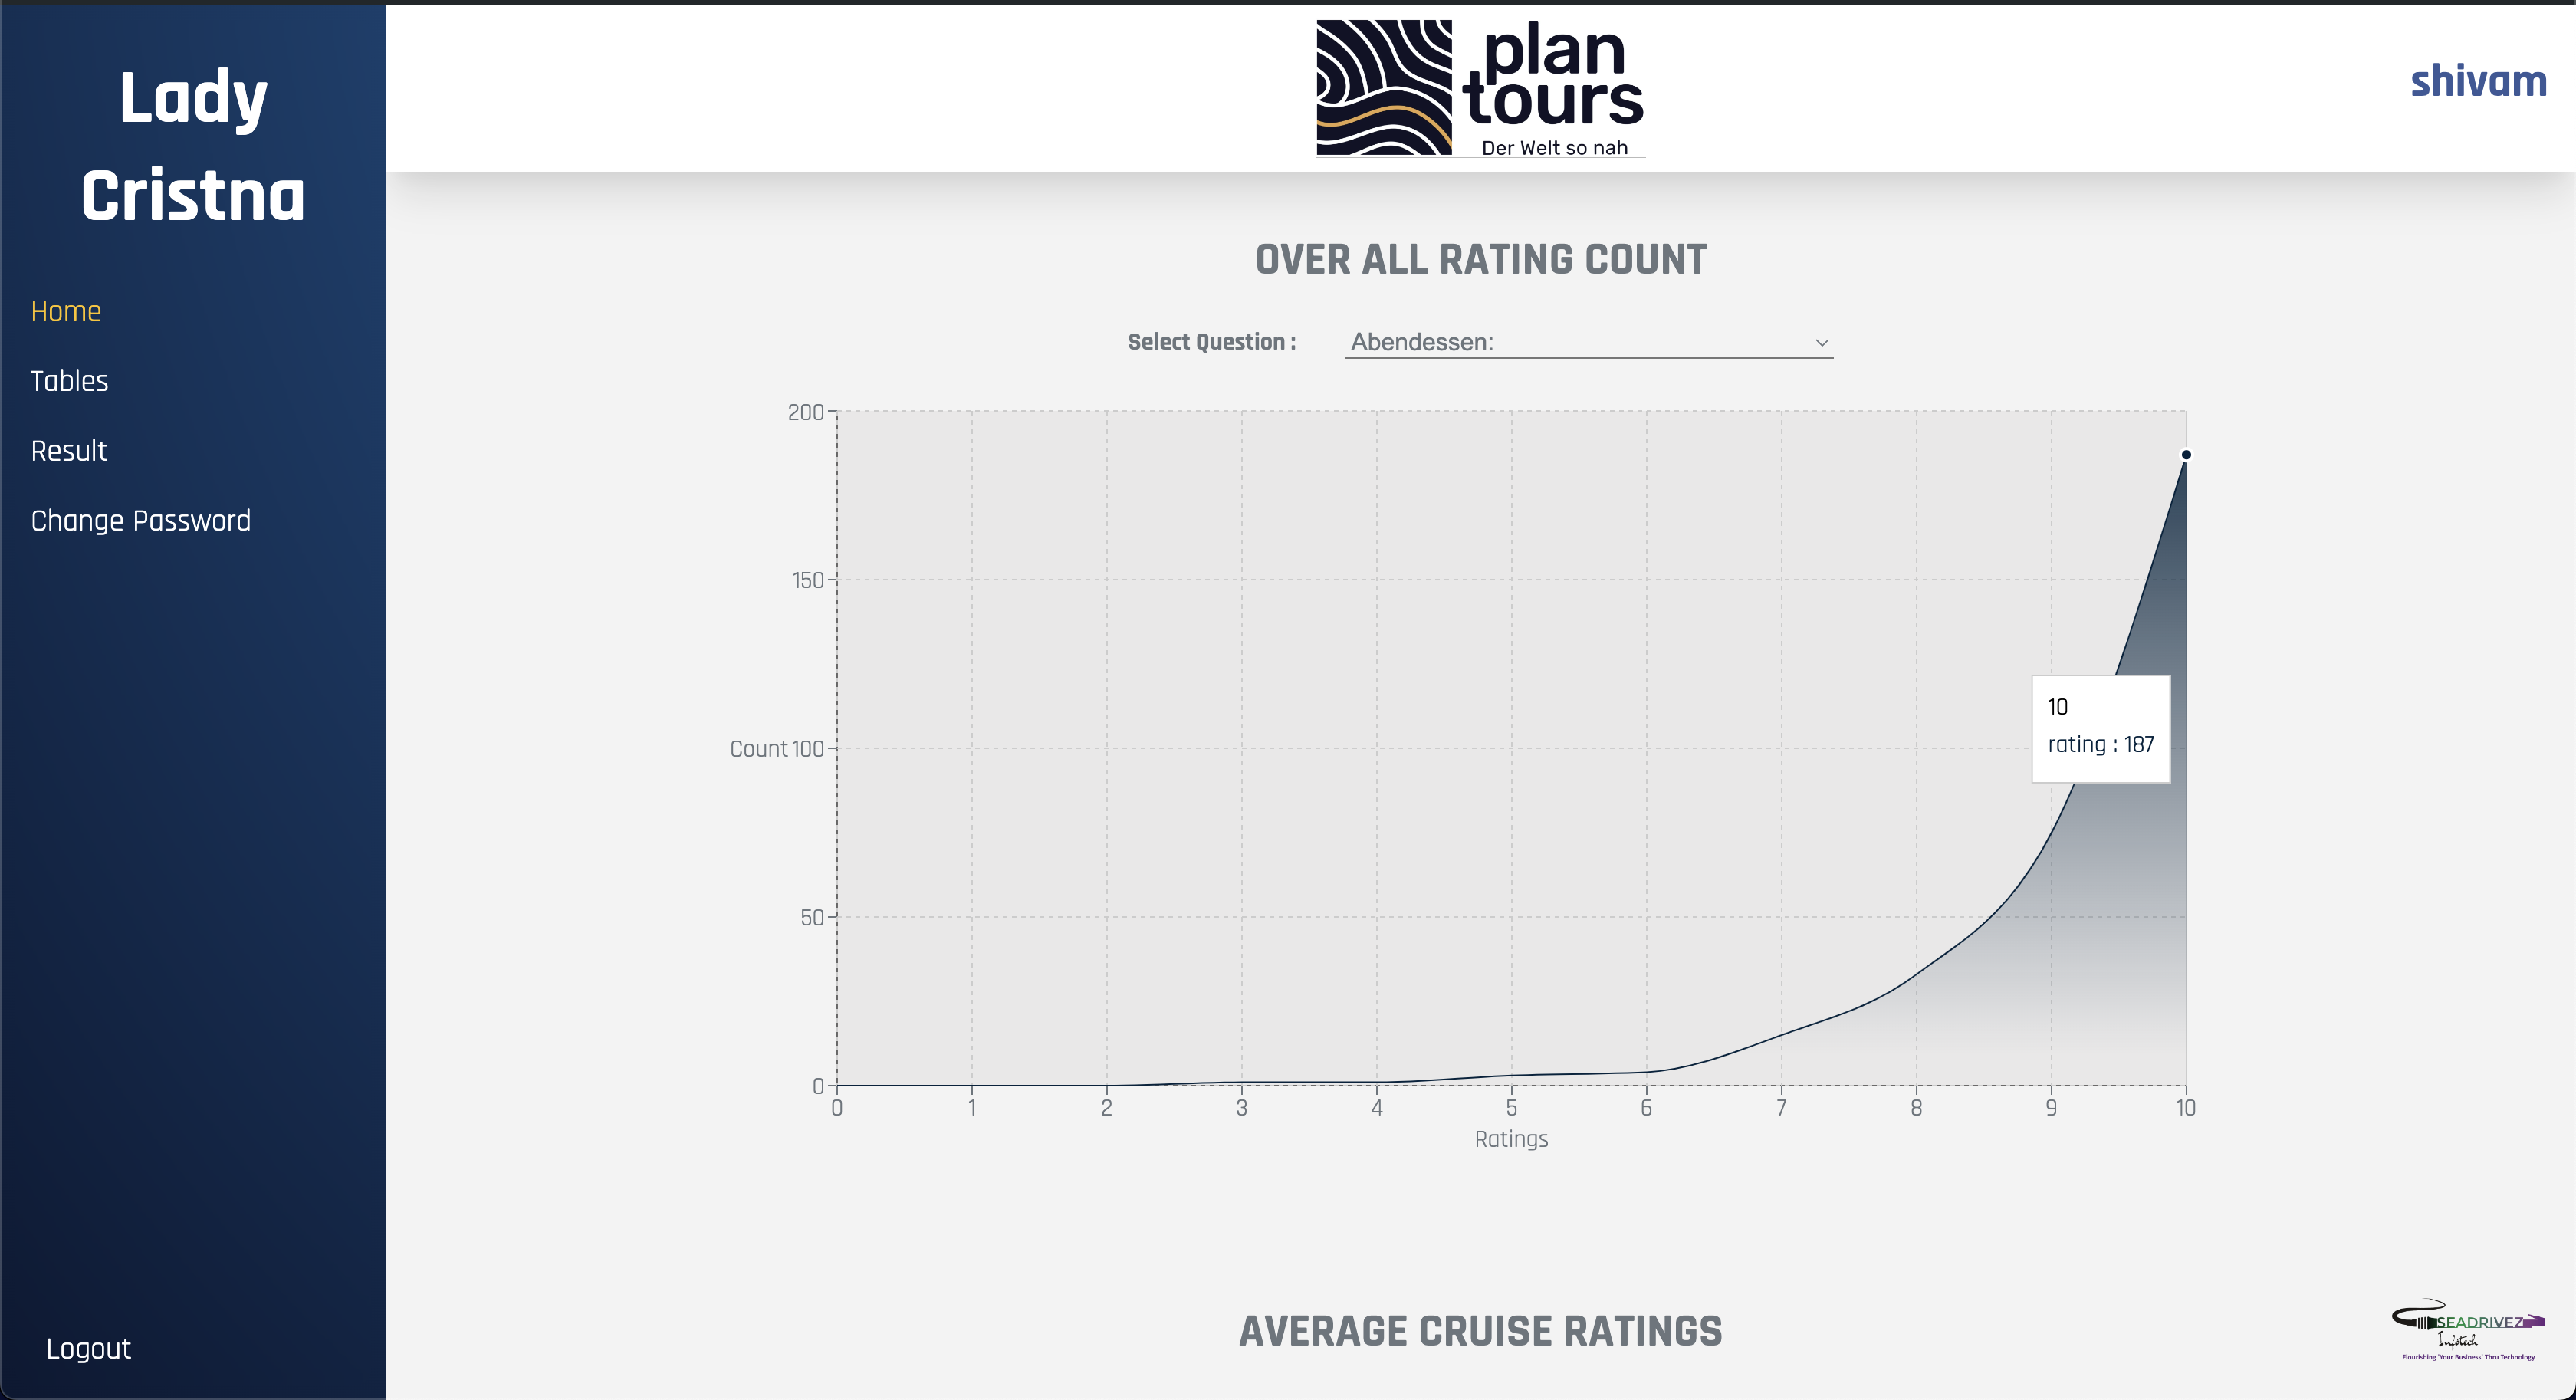 Lady
Cristna
Home
Tables
Result
Change Password
Logout
plan
tours
Der Welt so nah
shivam
OVER ALL RATING COUNT
Select Question :
Abendessen:
200
150
Count 100
50
0
10
rating : 187
0 1 2 3 4 5 6 7 8 9 10
Ratings
AVERAGE CRUISE RATINGS
SEADRIVEZ
Infotech
Flourishing 'Your Business' Thru Technology